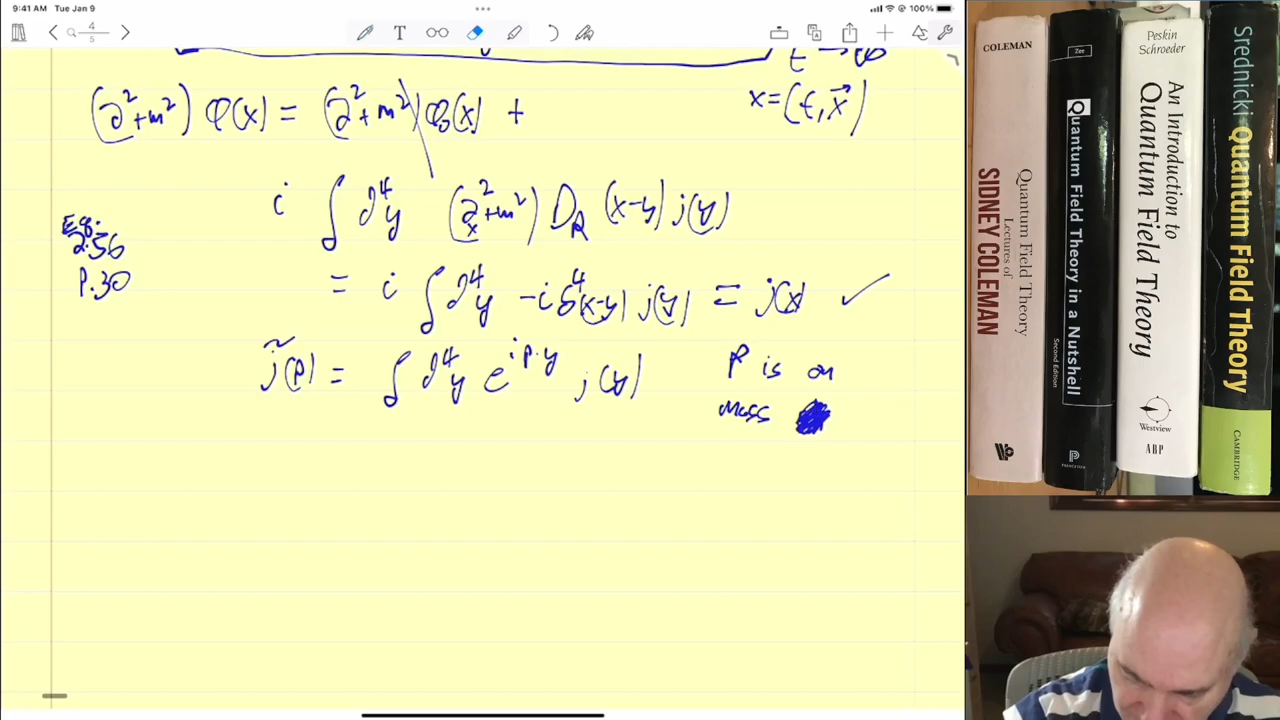 9:41 AM Tue Jan 9
100%
4
5
T
t → ∞
(∂²+m²) φ(x) = (∂²+m²) φ₀(x) +
x = (t, x⃗)
i ∫ d⁴y (∂ₓ²+m²) D_R (x-y) j(y)
Eq.
2.56
P.30
= i ∫ d⁴y -i δ⁴(x-y) j(y) = j(x) ✓
j̃(p) = ∫ d⁴y e^{ip·y} j(y)
P is on
mass
COLEMAN
Quantum Field Theory
Lectures of
SIDNEY COLEMAN
Zee
Quantum Field Theory in a Nutshell
Second Edition
PRINCETON
Peskin
Schroeder
An Introduction to
Quantum Field Theory
Westview
ABP
Srednicki
Quantum Field Theory
CAMBRIDGE